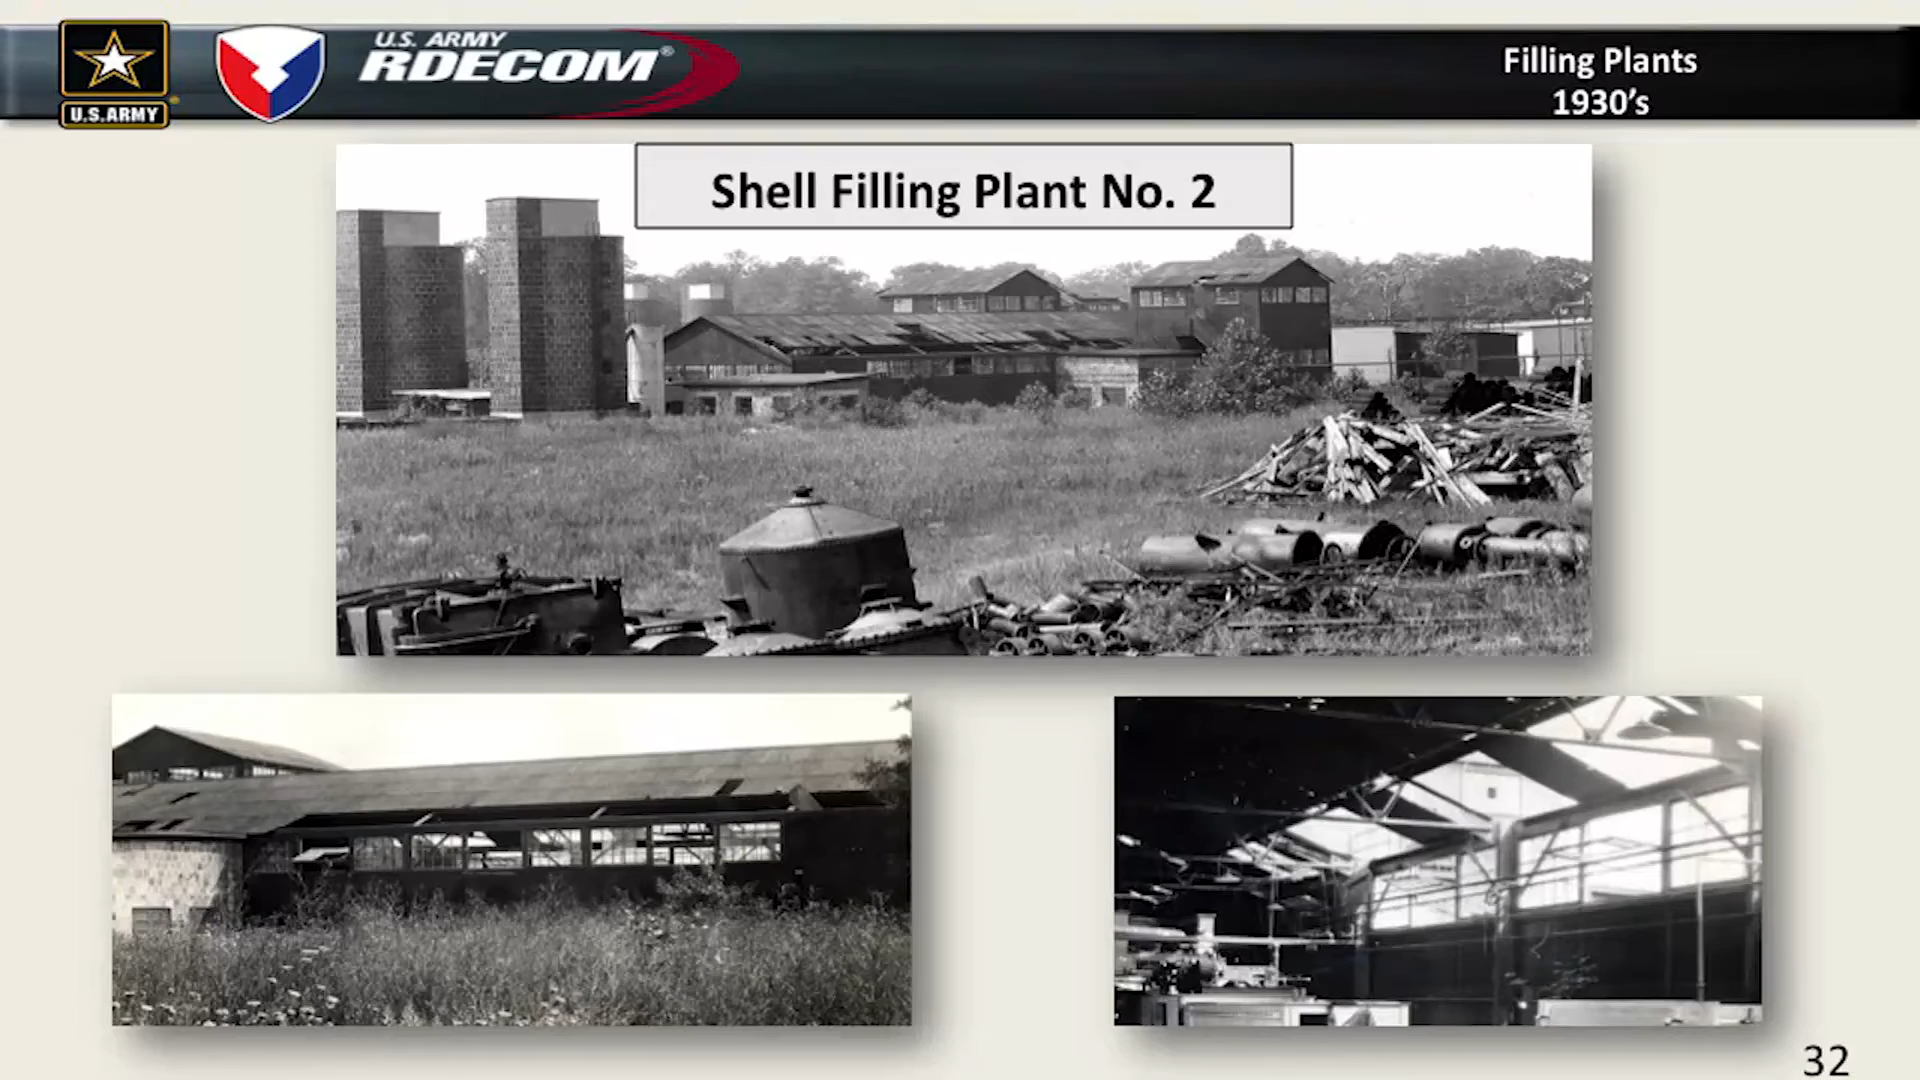 U.S.ARMY
U.S. ARMY
RDECOM®
Filling Plants
1930’s
Shell Filling Plant No. 2
32